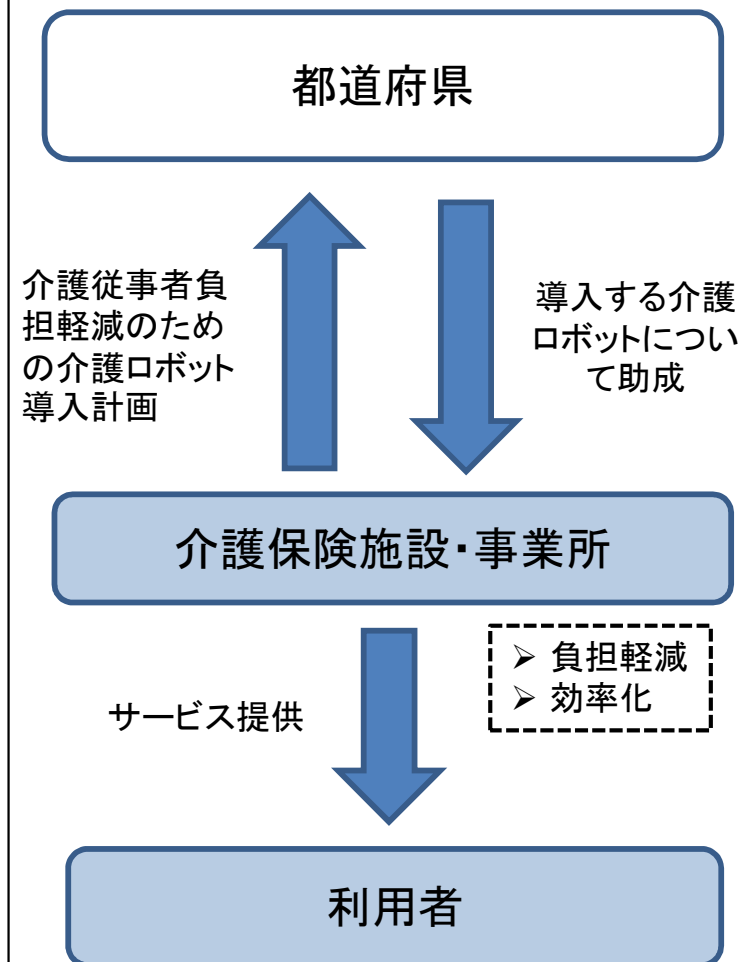 都道府県
介護従事者負
担軽減のため
の介護ロボット
導入計画
導入する介護
ロボットについ
て助成
介護保険施設・事業所
➢ 負担軽減
➢ 効率化
サービス提供
利用者